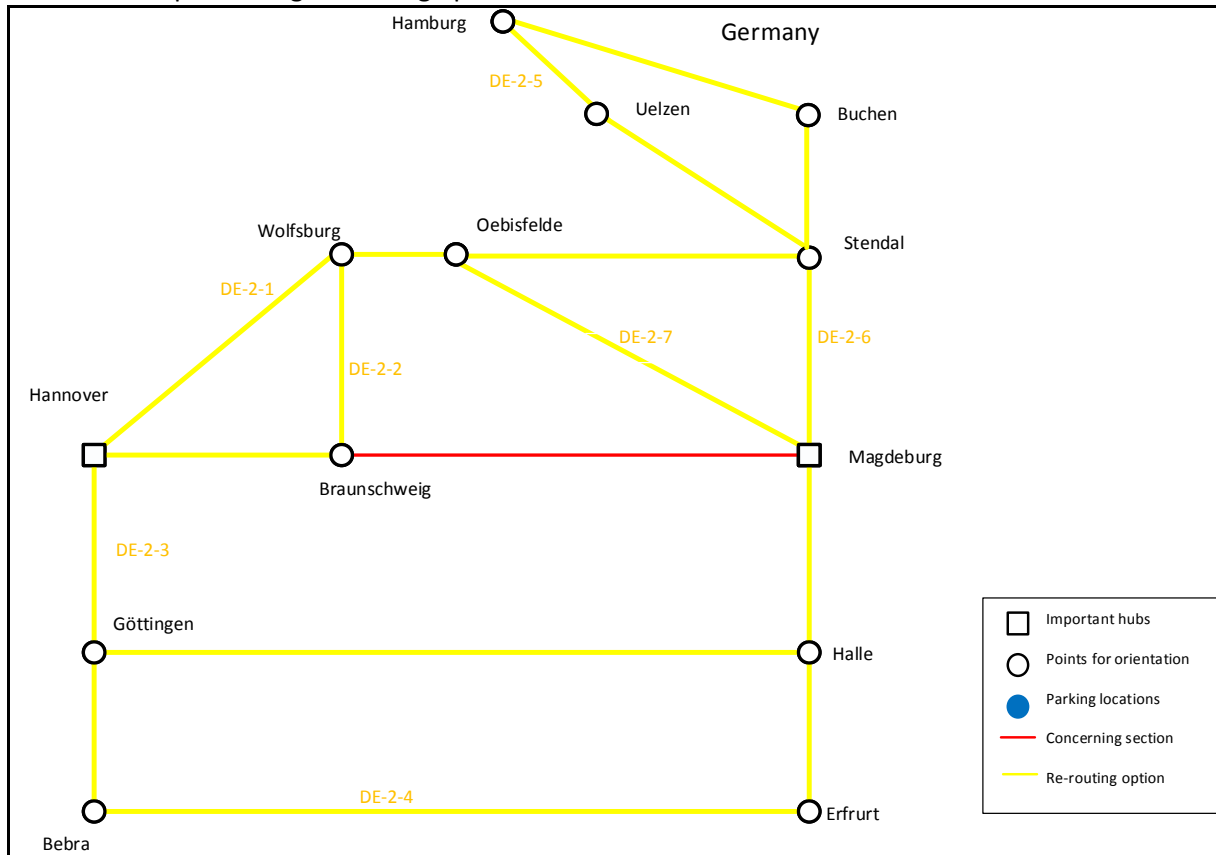 Hamburg
Germany
DE-2-5
Uelzen
Buchen
Wolfsburg
Oebisfelde
Stendal
DE-2-1
DE-2-7
DE-2-6
DE-2-2
Hannover
Braunschweig
Magdeburg
DE-2-3
Göttingen
Halle
Important hubs
Points for orientation
Parking locations
Concerning section
Re-routing option
DE-2-4
Erfrurt
Bebra